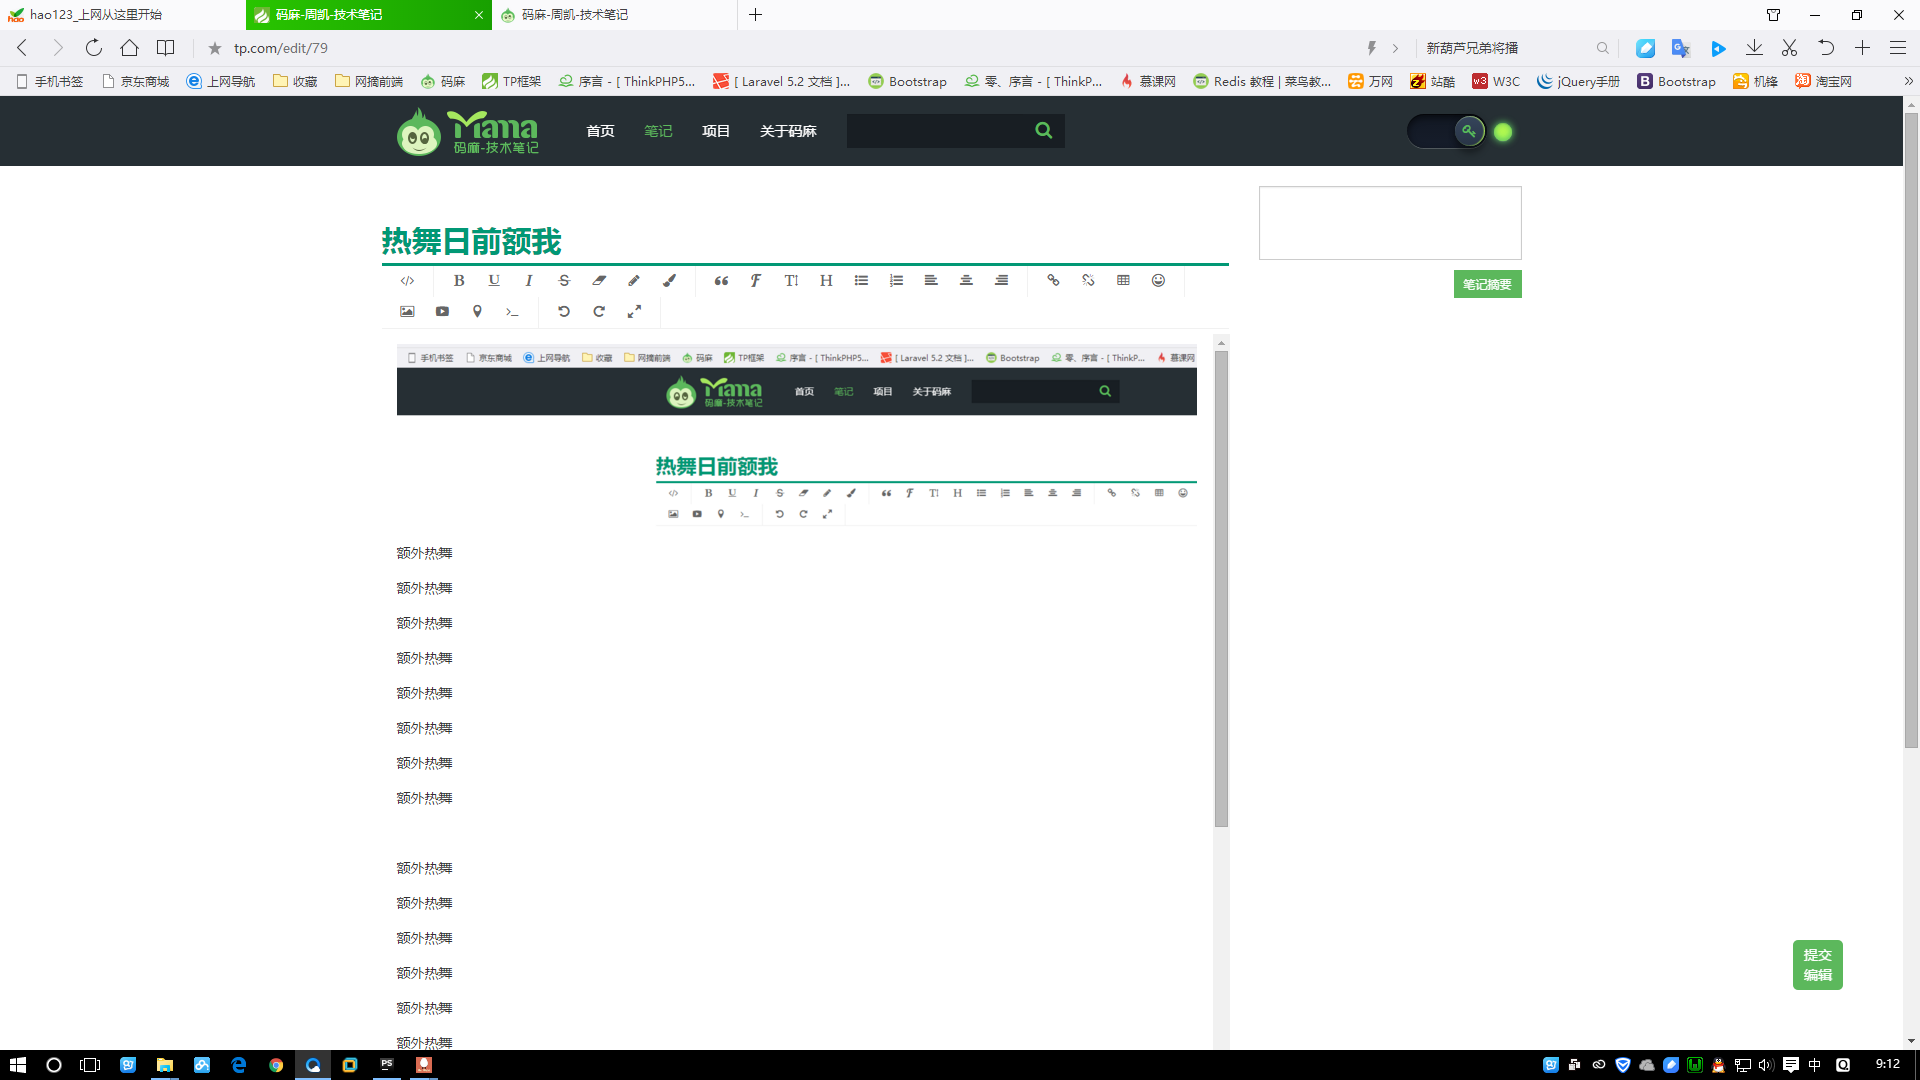 hao123_上网从这里开始
码麻-周凯-技术笔记
码麻-周凯-技术笔记
tp.com/edit/79
新葫芦兄弟将播
手机书签 京东商城 上网导航 收藏 网摘前端 码麻 TP框架 序言 - [ ThinkPHP5... [ Laravel 5.2 文档 ]... Bootstrap 零、序言 - [ ThinkP... 慕课网 Redis 教程 | 菜鸟教... 万网 站酷 W3C jQuery手册 Bootstrap 机锋 淘宝网
Mama
码麻-技术笔记
首页 笔记 项目 关于码麻
热舞日前额我
笔记摘要
手机书签 京东商城 上网导航 收藏 网摘前端 码麻 TP框架 序言 - [ ThinkPHP5... [ Laravel 5.2 文档 ]... Bootstrap 零、序言 - [ ThinkP... 慕课网
Mama
码麻-技术笔记
首页 笔记 项目 关于码麻
热舞日前额我
额外热舞
额外热舞
额外热舞
额外热舞
额外热舞
额外热舞
额外热舞
额外热舞
额外热舞
额外热舞
额外热舞
额外热舞
额外热舞
额外热舞
提交
编辑
中
9:12